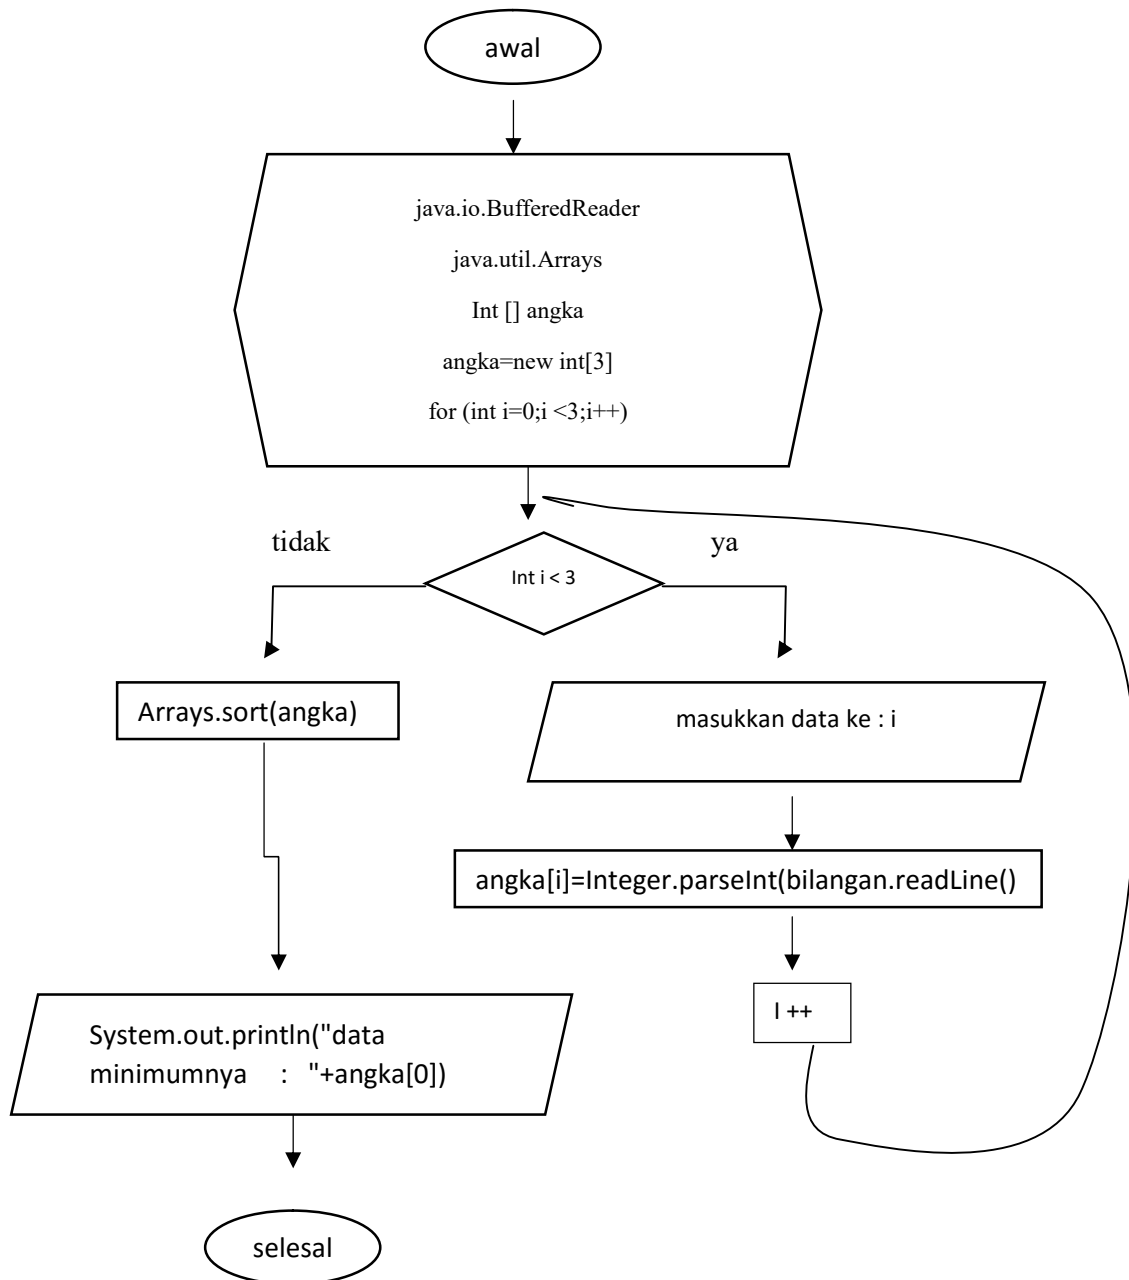 awal
java.io.BufferedReader
java.util.Arrays
Int [] angka
angka=new int[3]
for (int i=0;i <3;i++)
tidak
ya
Int i < 3
Arrays.sort(angka)
masukkan data ke : i
angka[i]=Integer.parseInt(bilangan.readLine()
I ++
System.out.println("data
minimumnya : "+angka[0])
selesal